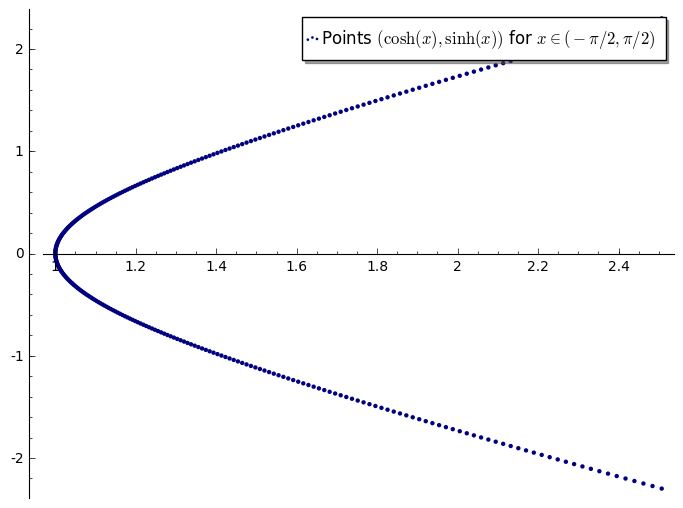 Points (cosh(x), sinh(x)) for x ∈ (−π/2, π/2)
2
1
0
1.2 1.4 1.6 1.8 2 2.2 2.4
-1
-2